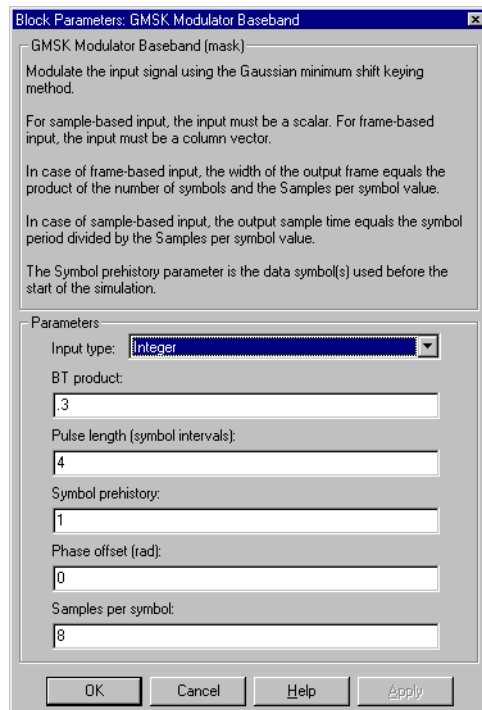 Block Parameters: GMSK Modulator Baseband
GMSK Modulator Baseband (mask)
Modulate the input signal using the Gaussian minimum shift keying
method.
For sample-based input, the input must be a scalar. For frame-based
input, the input must be a column vector.
In case of frame-based input, the width of the output frame equals the
product of the number of symbols and the Samples per symbol value.
In case of sample-based input, the output sample time equals the symbol
period divided by the Samples per symbol value.
The Symbol prehistory parameter is the data symbol(s) used before the
start of the simulation.
Parameters
Input type: Integer
BT product:
.3
Pulse length (symbol intervals):
4
Symbol prehistory:
1
Phase offset (rad):
0
Samples per symbol:
8
OK Cancel Help Apply